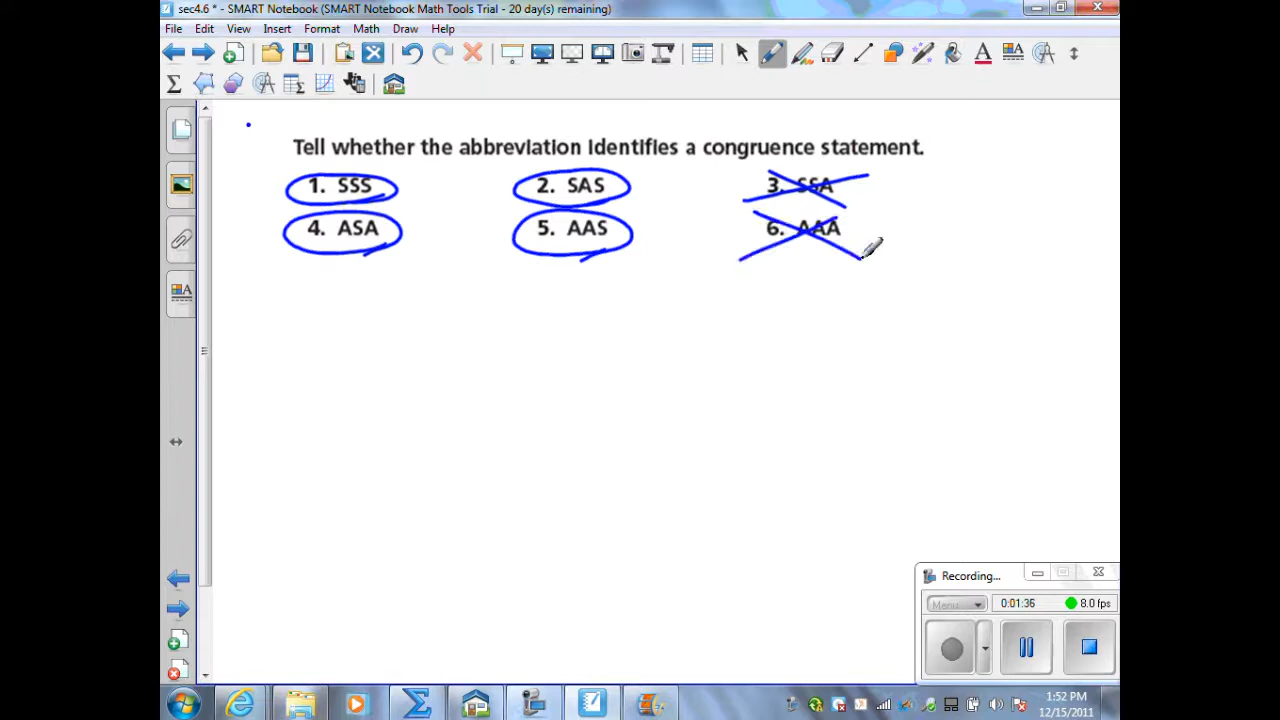 sec4.6 * - SMART Notebook (SMART Notebook Math Tools Trial - 20 day(s) remaining)
File Edit View Insert Format Math Draw Help
Tell whether the abbreviation identifies a congruence statement.
1. SSS 2. SAS 3. SSA
4. ASA 5. AAS 6. AAA
Recording...
Menu 0:01:36 8.0 fps
1:52 PM
12/15/2011